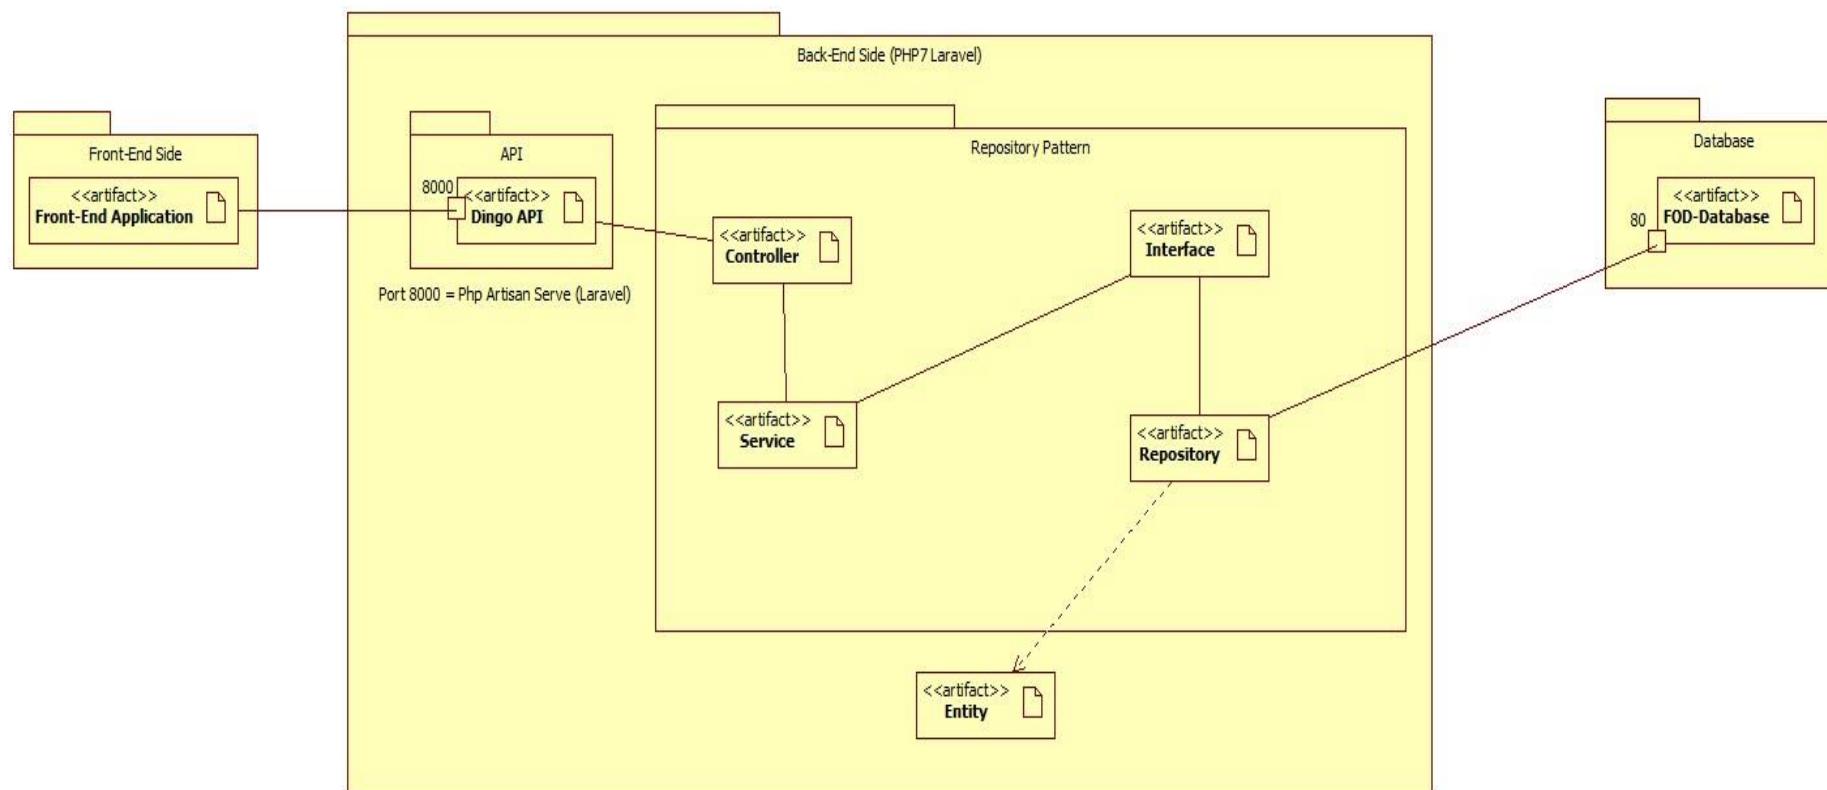 Back-End Side (PHP7 Laravel)
Front-End Side
<<artifact>>
Front-End Application
API
8000
<<artifact>>
Dingo API
Port 8000 = Php Artisan Serve (Laravel)
Repository Pattern
<<artifact>>
Controller
<<artifact>>
Interface
<<artifact>>
Service
<<artifact>>
Repository
<<artifact>>
Entity
Database
<<artifact>>
FOD-Database
80